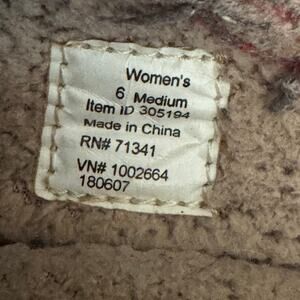 Women's
6 Medium
Item ID 305194
Made in China
RN# 71341
VN# 1002664
180607